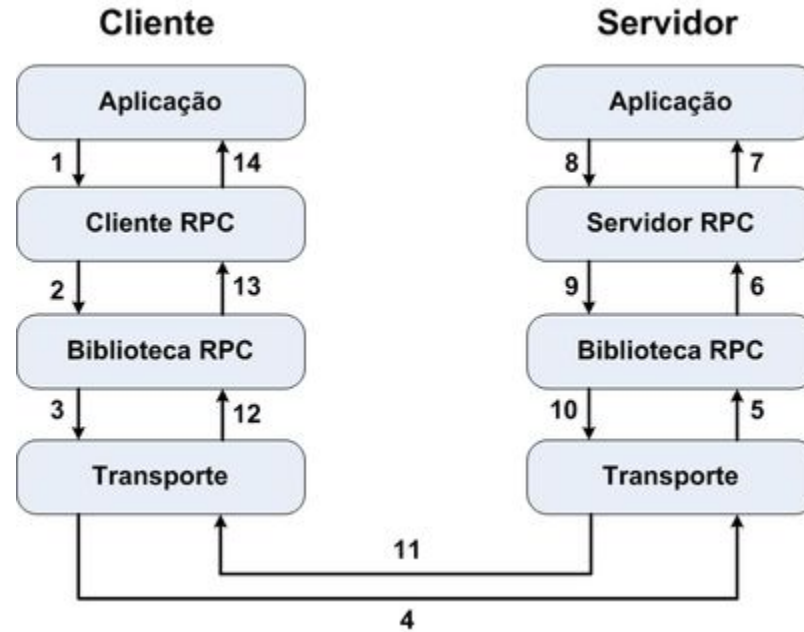 Cliente
Servidor
Aplicação
Aplicação
1
14
8
7
Cliente RPC
Servidor RPC
2
13
9
6
Biblioteca RPC
Biblioteca RPC
3
12
10
5
Transporte
Transporte
11
4